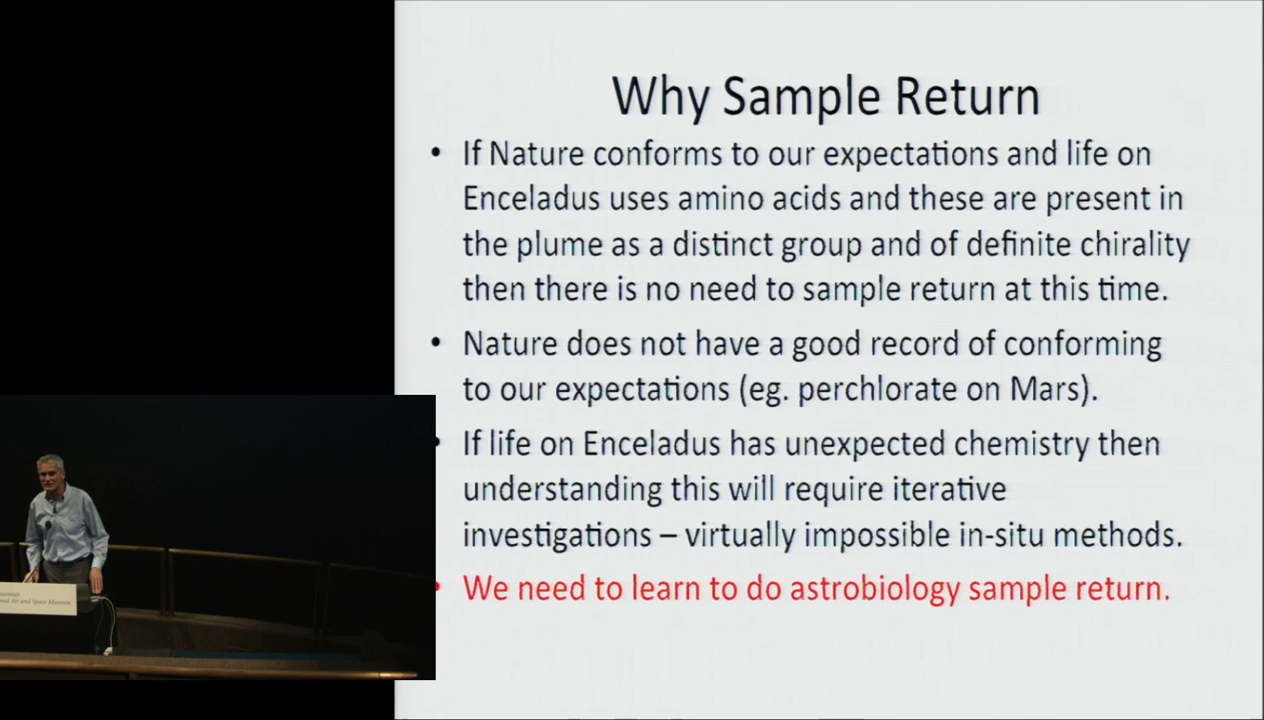 Why Sample Return
• If Nature conforms to our expectations and life on
Enceladus uses amino acids and these are present in
the plume as a distinct group and of definite chirality
then there is no need to sample return at this time.
• Nature does not have a good record of conforming
to our expectations (eg. perchlorate on Mars).
• If life on Enceladus has unexpected chemistry then
understanding this will require iterative
investigations – virtually impossible in-situ methods.
• We need to learn to do astrobiology sample return.
Air and Space Museum